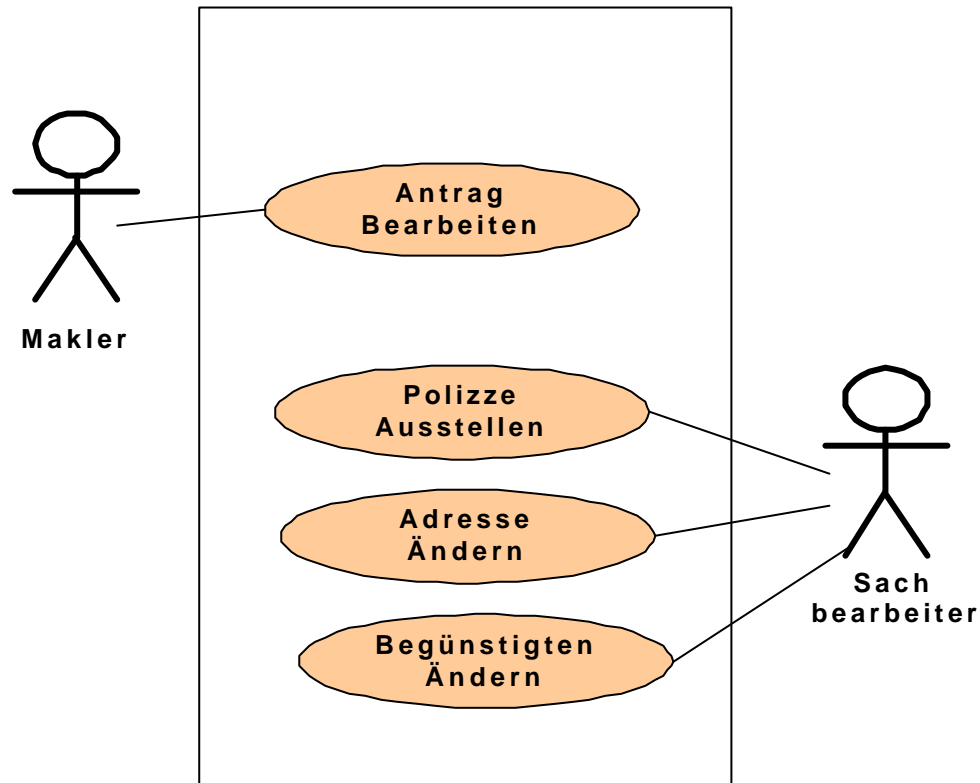 Antrag
Bearbeiten
Makler
Polizze
Ausstellen
Adresse
Ändern
Sach
bearbeiter
Begünstigten
Ändern